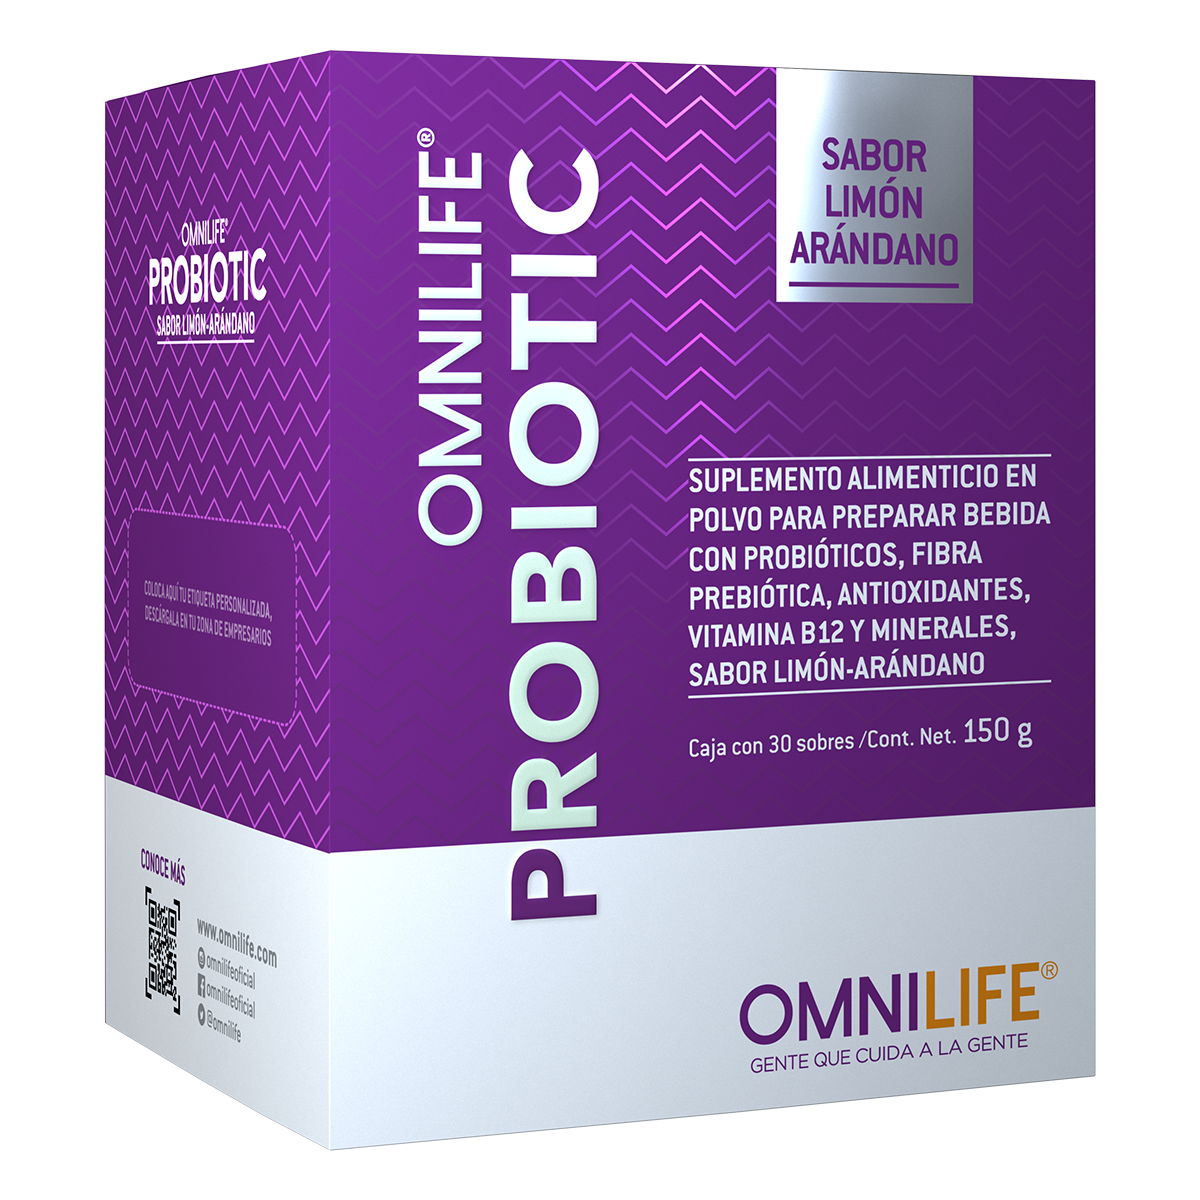 OMNILIFE®
PROBIOTIC
SABOR LIMÓN-ARÁNDANO
COLOCA AQUÍ TU ETIQUETA PERSONALIZADA,
DESCÁRGALA EN TU ZONA DE EMPRESARIOS
CONOCE MÁS
www.omnilife.com
omnilifeoficial
omnilifeoficial
@omnilife
OMNILIFE®
PROBIOTIC
SABOR
LIMÓN
ARÁNDANO
SUPLEMENTO ALIMENTICIO EN
POLVO PARA PREPARAR BEBIDA
CON PROBIÓTICOS, FIBRA
PREBIÓTICA, ANTIOXIDANTES,
VITAMINA B12 Y MINERALES,
SABOR LIMÓN-ARÁNDANO
Caja con 30 sobres /Cont. Net. 150 g
OMNILIFE®
GENTE QUE CUIDA A LA GENTE